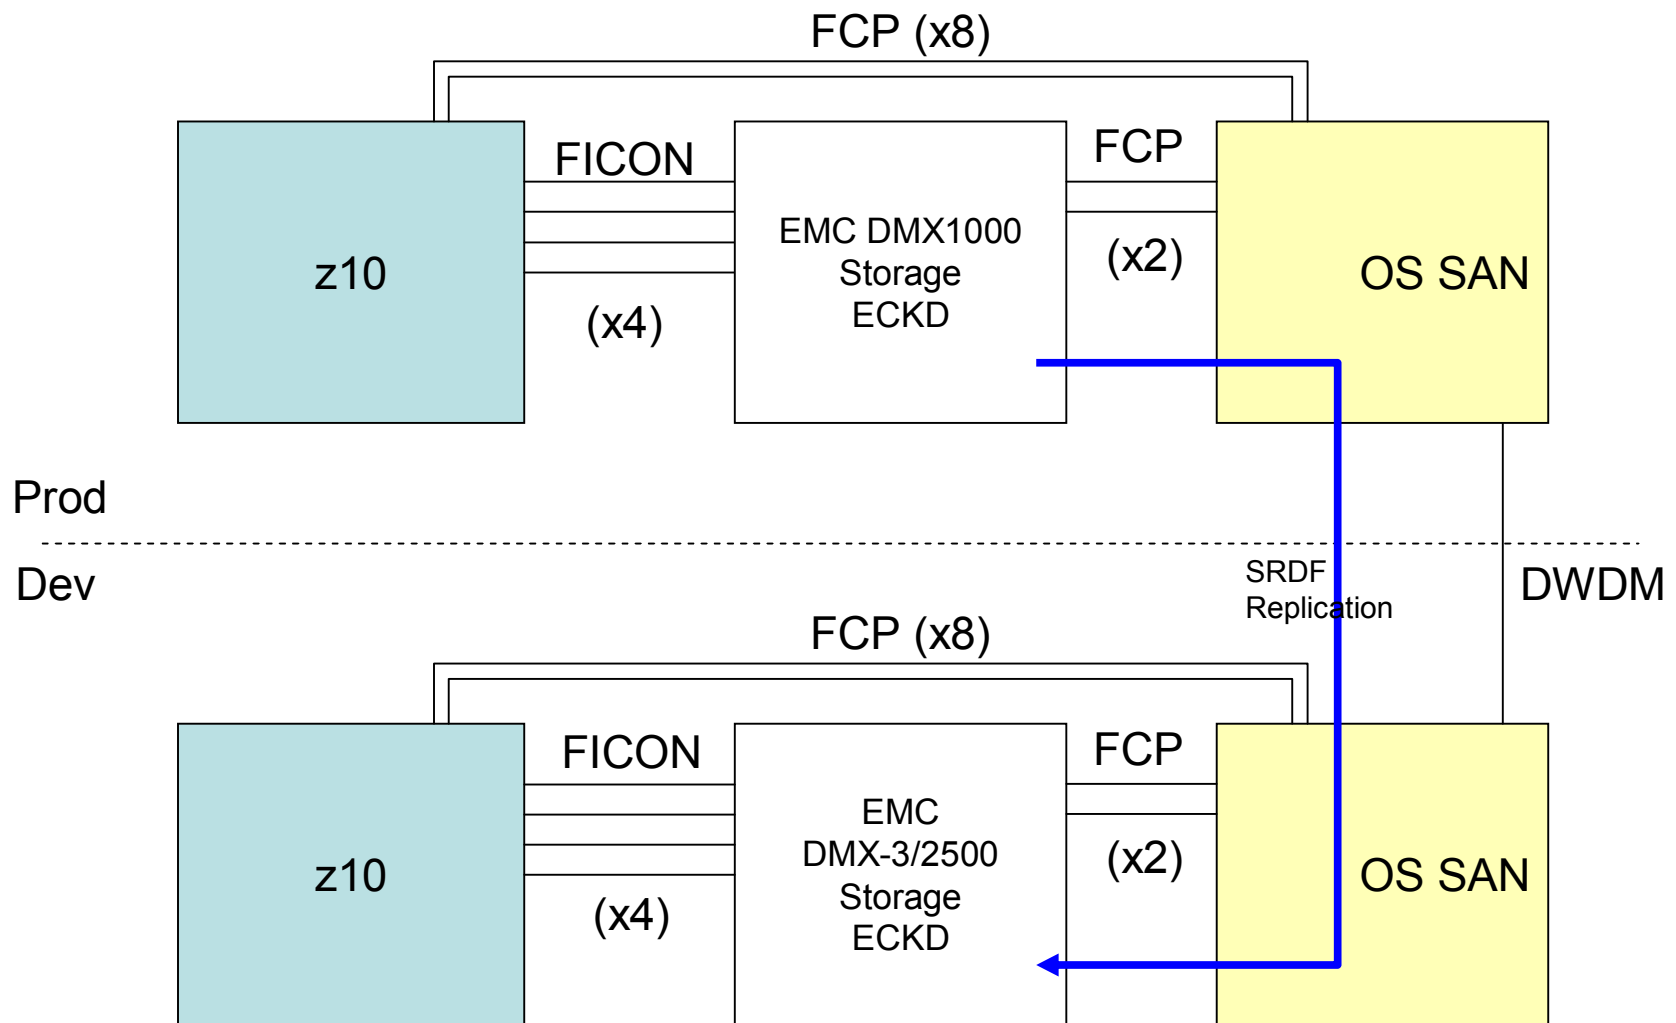 FCP (x8)
FICON
FCP
z10
EMC DMX1000
Storage
ECKD
(x4)
(x2)
OS SAN
Prod
Dev
SRDF
Replication
DWDM
FCP (x8)
FICON
FCP
z10
EMC
DMX-3/2500
Storage
ECKD
(x4)
(x2)
OS SAN